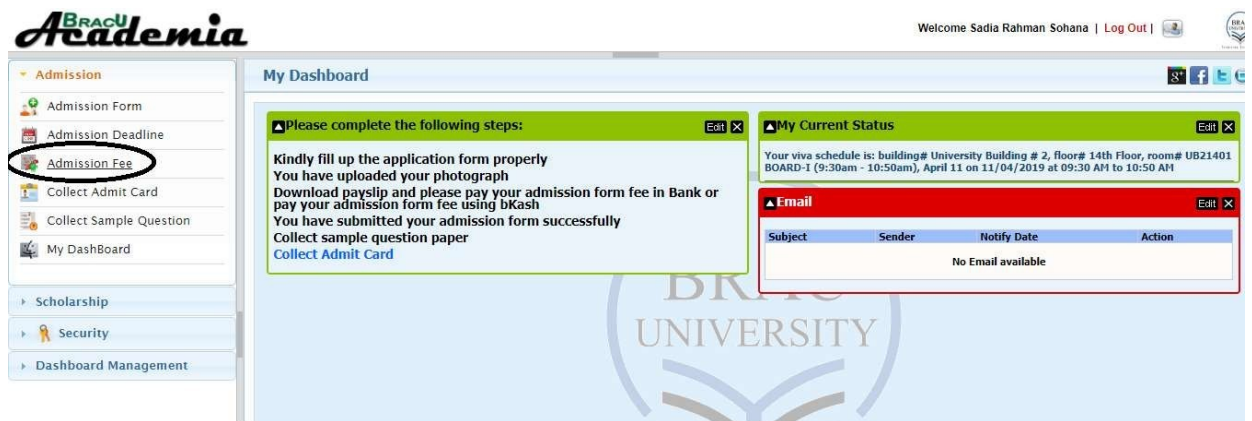 BRACU
Academia
Welcome Sadia Rahman Sohana | Log Out |
Admission
Admission Form
Admission Deadline
Admission Fee
Collect Admit Card
Collect Sample Question
My DashBoard
Scholarship
Security
Dashboard Management
My Dashboard
Please complete the following steps:
Edit X
Kindly fill up the application form properly
You have uploaded your photograph
Download payslip and please pay your admission form fee in Bank or
pay your admission form fee using bKash
You have submitted your admission form successfully
Collect sample question paper
Collect Admit Card
My Current Status
Edit X
Your viva schedule is: building# University Building # 2, floor# 14th Floor, room# UB21401
BOARD-I (9:30am - 10:50am), April 11 on 11/04/2019 at 09:30 AM to 10:50 AM
Email
Edit X
Subject Sender Notify Date Action
No Email available
BRAC
UNIVERSITY